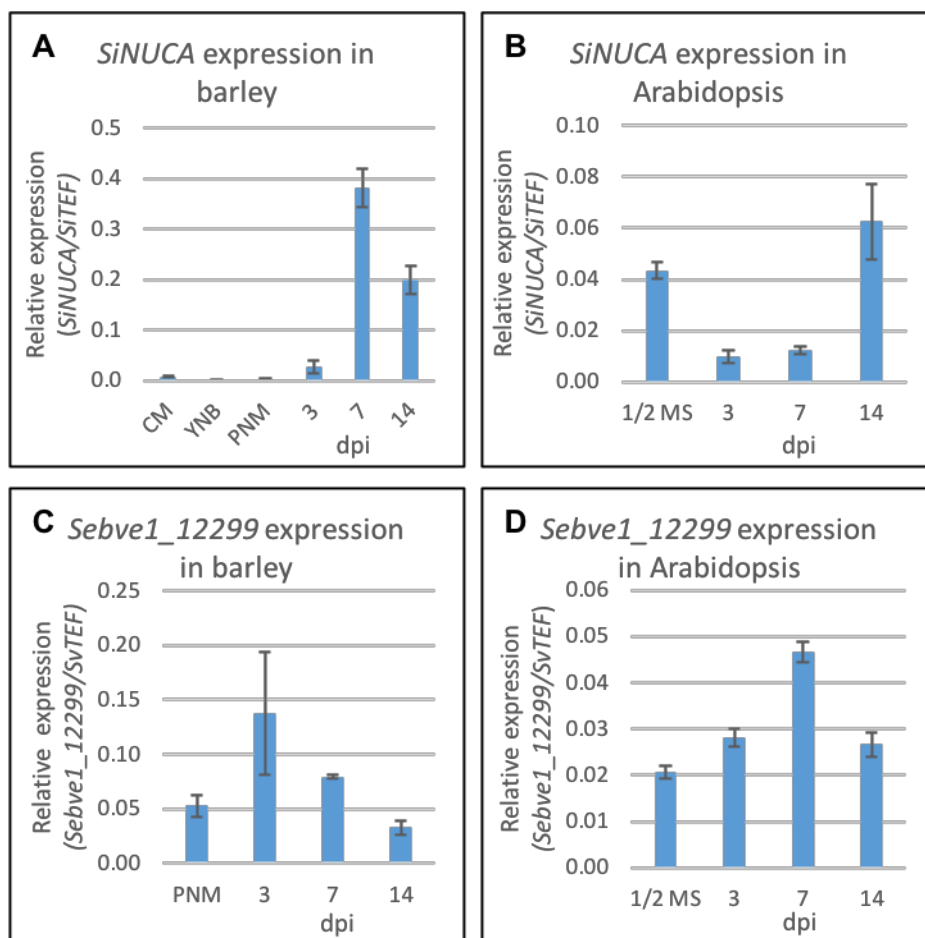 A
SiNUCA expression in
barley
Relative expression
(SiNUCA/SiTEF)
0.5
0.4
0.3
0.2
0.1
0.0
CM YNB PNM 3 7 14
dpi
B
SiNUCA expression in
Arabidopsis
Relative expression
(SiNUCA/SiTEF)
0.10
0.08
0.06
0.04
0.02
0.00
1/2 MS 3 7 14
dpi
C
Sebve1_12299 expression
in barley
Relative expression
(Sebve1_12299/SvTEF)
0.25
0.20
0.15
0.10
0.05
0.00
PNM 3 7 14
dpi
D
Sebve1_12299 expression
in Arabidopsis
Relative expression
(Sebve1_12299/SvTEF)
0.06
0.05
0.04
0.03
0.02
0.01
0.00
1/2 MS 3 7 14
dpi